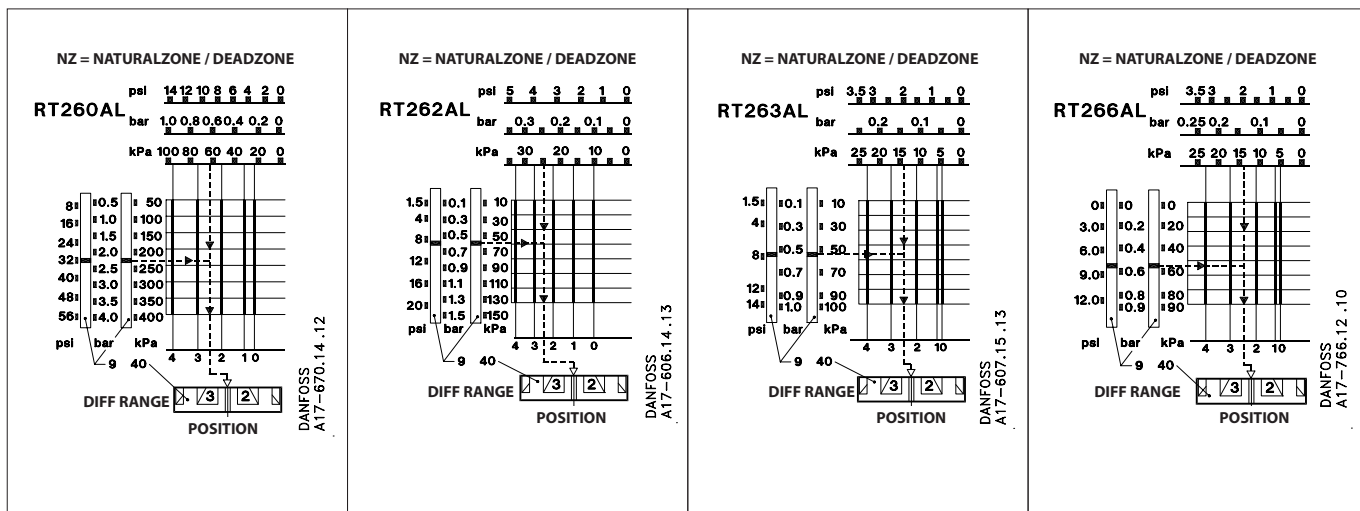 NZ = NATURALZONE / DEADZONE
psi 14 12 10 8 6 4 2 0
RT260AL
bar 1.0 0.8 0.6 0.4 0.2 0
kPa 100 80 60 40 20 0
8 0.5 50
16 1.0 100
24 1.5 150
2.0 200
32 2.5 250
40 3.0 300
48 3.5 350
56 4.0 400
psi bar kPa
4 3 2 1 0
9 40
DIFF RANGE
3 2
POSITION
DANFOSS
A17-670.14.12
NZ = NATURALZONE / DEADZONE
psi 5 4 3 2 1 0
RT262AL
bar 0.3 0.2 0.1 0
kPa 30 20 10 0
1.5 0.1 10
4 0.3 30
8 0.5 50
0.7 70
12 0.9 90
16 1.1 110
20 1.3 130
1.5 150
psi bar kPa
4 3 2 1 0
9 40
DIFF RANGE
3 2
POSITION
DANFOSS
A17-606.14.13
NZ = NATURALZONE / DEADZONE
psi 3.5 3 2 1 0
RT263AL
bar 0.2 0.1 0
kPa 25 20 15 10 5 0
1.5 0.1 10
4 0.3 30
8 0.5 50
0.7 70
12 0.9 90
14 1.0 100
psi bar kPa
4 3 2 1 0
9 40
DIFF RANGE
3 2
POSITION
DANFOSS
A17-607.15.13
NZ = NATURALZONE / DEADZONE
psi 3.5 3 2 1 0
RT266AL
bar 0.25 0.2 0.1 0
kPa 25 20 15 10 5 0
0 0 0
3.0 0.2 20
6.0 0.4 40
9.0 0.6 60
12.0 0.8 80
0.9 90
psi bar kPa
4 3 2 1 0
9 40
DIFF RANGE
3 2
POSITION
DANFOSS
A17-766.12.10